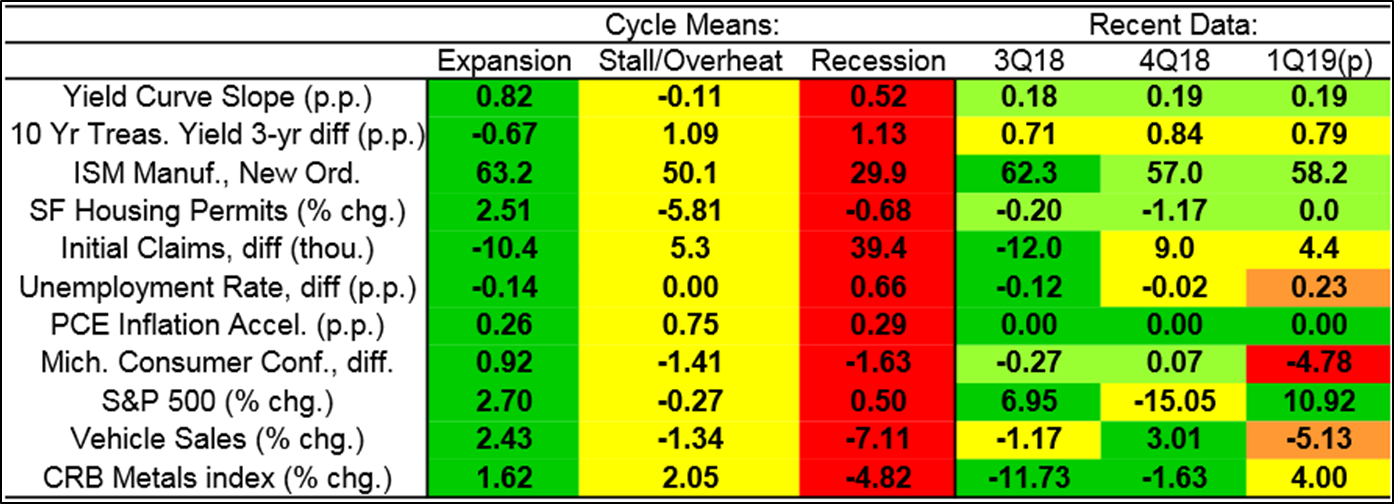 Cycle Means: Recent Data:
Expansion Stall/Overheat Recession 3Q18 4Q18 1Q19(p)
Yield Curve Slope (p.p.) 0.82 -0.11 0.52 0.18 0.19 0.19
10 Yr Treas. Yield 3-yr diff (p.p.) -0.67 1.09 1.13 0.71 0.84 0.79
ISM Manuf., New Ord. 63.2 50.1 29.9 62.3 57.0 58.2
SF Housing Permits (% chg.) 2.51 -5.81 -0.68 -0.20 -1.17 0.0
Initial Claims, diff (thou.) -10.4 5.3 39.4 -12.0 9.0 4.4
Unemployment Rate, diff (p.p.) -0.14 0.00 0.66 -0.12 -0.02 0.23
PCE Inflation Accel. (p.p.) 0.26 0.75 0.29 0.00 0.00 0.00
Mich. Consumer Conf., diff. 0.92 -1.41 -1.63 -0.27 0.07 -4.78
S&P 500 (% chg.) 2.70 -0.27 0.50 6.95 -15.05 10.92
Vehicle Sales (% chg.) 2.43 -1.34 -7.11 -1.17 3.01 -5.13
CRB Metals index (% chg.) 1.62 2.05 -4.82 -11.73 -1.63 4.00